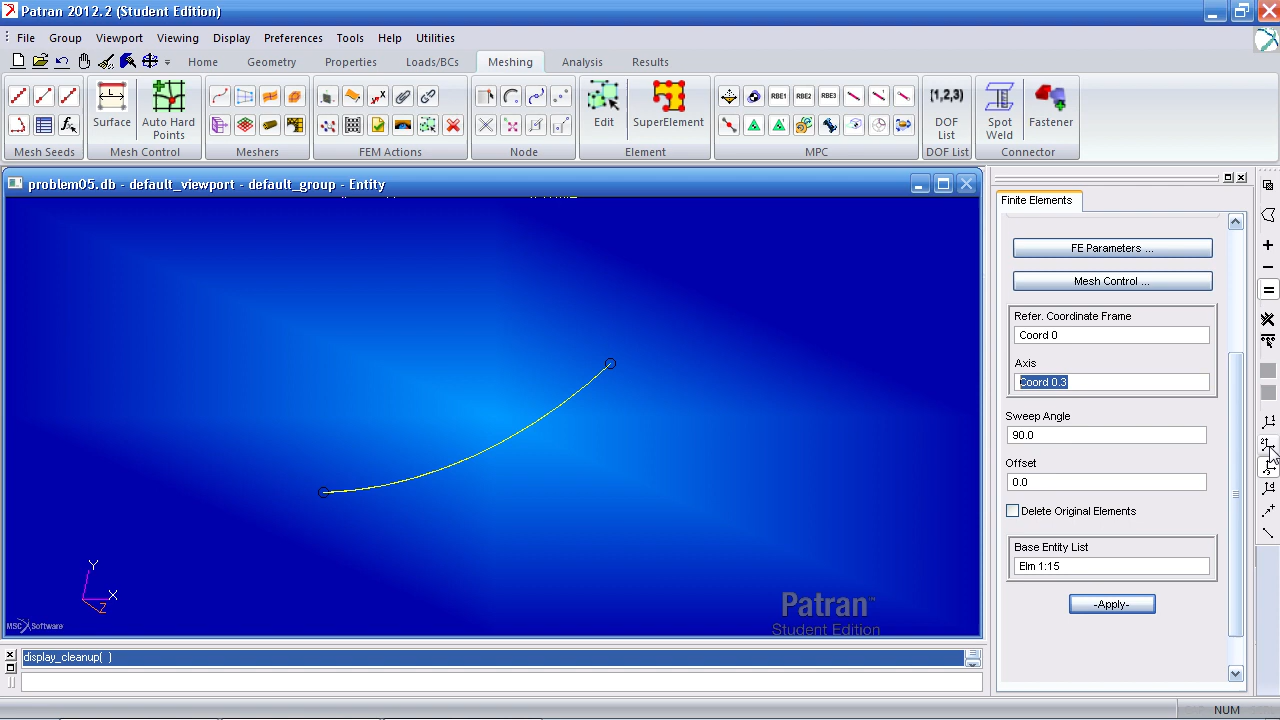 Patran 2012.2 (Student Edition)
File Group Viewport Viewing Display Preferences Tools Help Utilities
Home Geometry Properties Loads/BCs Meshing Analysis Results
Surface
Auto Hard
Points
RBE1 RBE2 RBE3
Edit
SuperElement
(1,2,3)
DOF
List
Spot
Weld
Fastener
Mesh Seeds Mesh Control Meshers FEM Actions Node Element MPC DOF List Connector
problem05.db - default_viewport - default_group - Entity
Y
X
Z
MSC Software
Patran™
Student Edition
Finite Elements
FE Parameters ...
Mesh Control ...
Refer. Coordinate Frame
Coord 0
Axis
Coord 0.3
Sweep Angle
90.0
Offset
0.0
Delete Original Elements
Base Entity List
Elm 1:15
-Apply-
display_cleanup( )
NUM